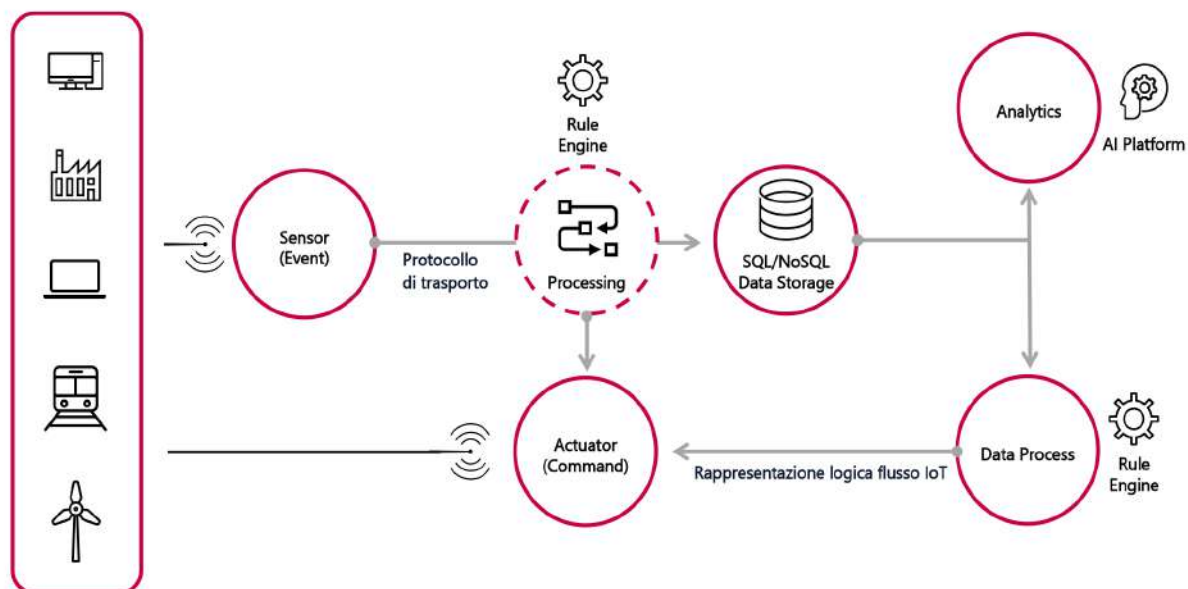 Rule
Engine
Analytics
AI Platform
Sensor
(Event)
Protocollo
di trasporto
Processing
SQL/NoSQL
Data Storage
Actuator
(Command)
Rappresentazione logica flusso IoT
Data Process
Rule
Engine